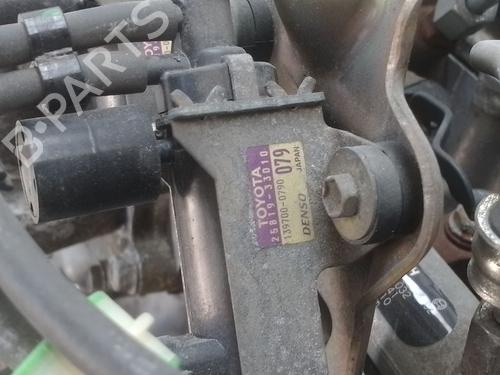 B-PARTS
TOYOTA
25819-33010
139700-0790
079
DENSO
JAPAN